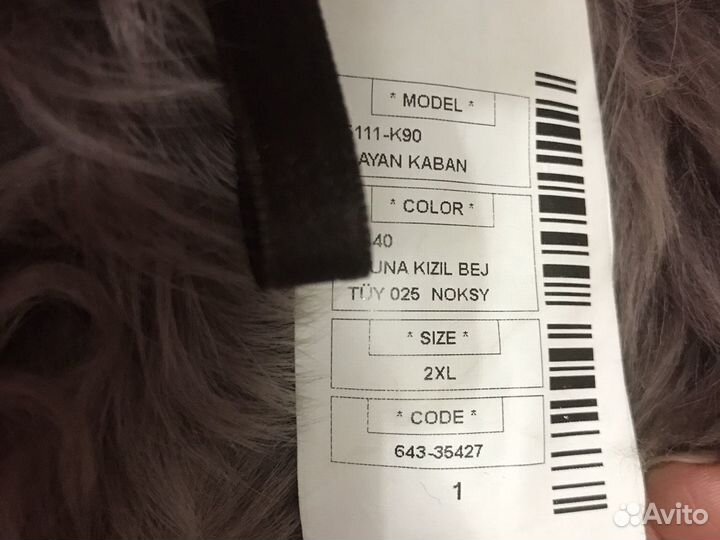 * MODEL *
111-K90
AYAN KABAN
* COLOR *
40
UNA KIZIL BEJ
TÜY 025 NOKSY
* SIZE *
2XL
* CODE *
643-35427
1
Avito